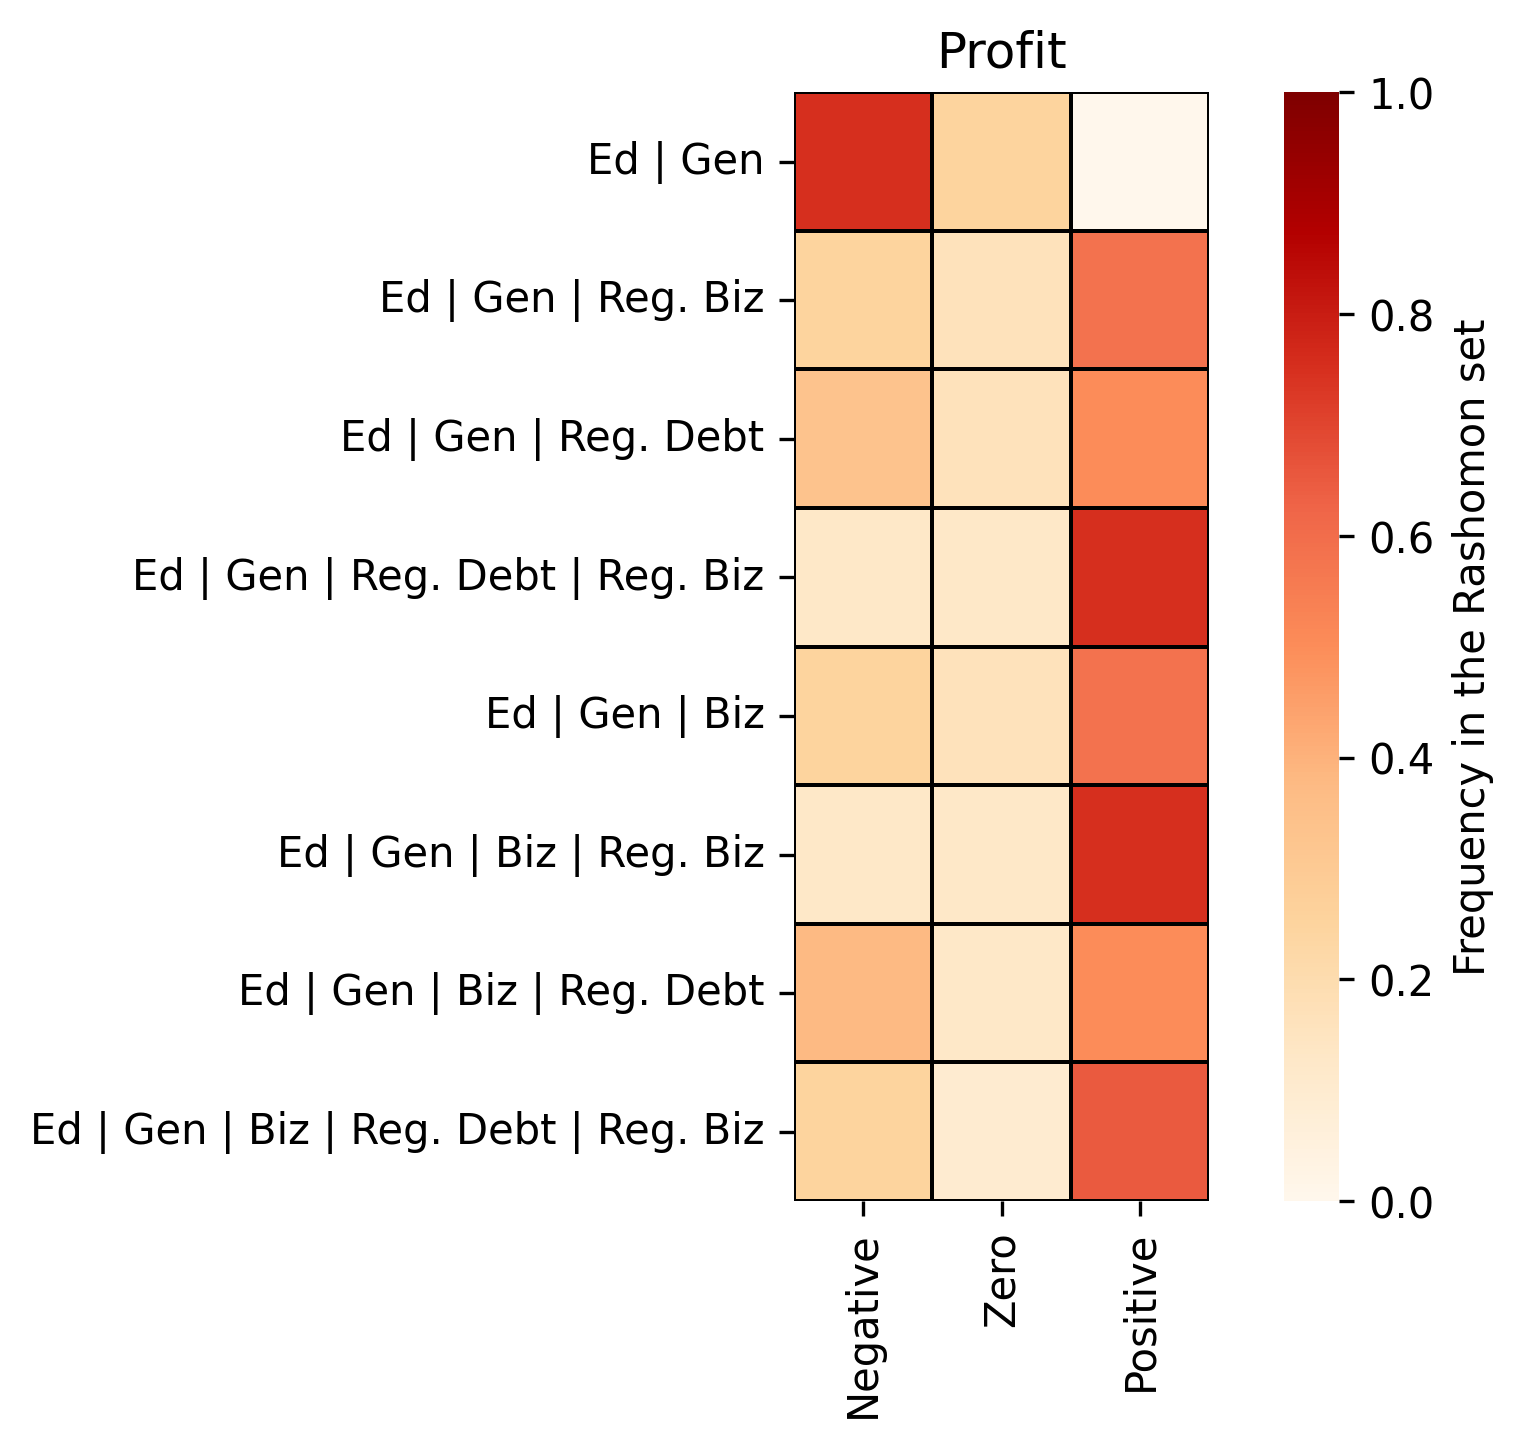 Profit
Ed | Gen
Ed | Gen | Reg. Biz
Ed | Gen | Reg. Debt
Ed | Gen | Reg. Debt | Reg. Biz
Ed | Gen | Biz
Ed | Gen | Biz | Reg. Biz
Ed | Gen | Biz | Reg. Debt
Ed | Gen | Biz | Reg. Debt | Reg. Biz
Negative
Zero
Positive
1.0
0.8
0.6
0.4
0.2
0.0
Frequency in the Rashomon set